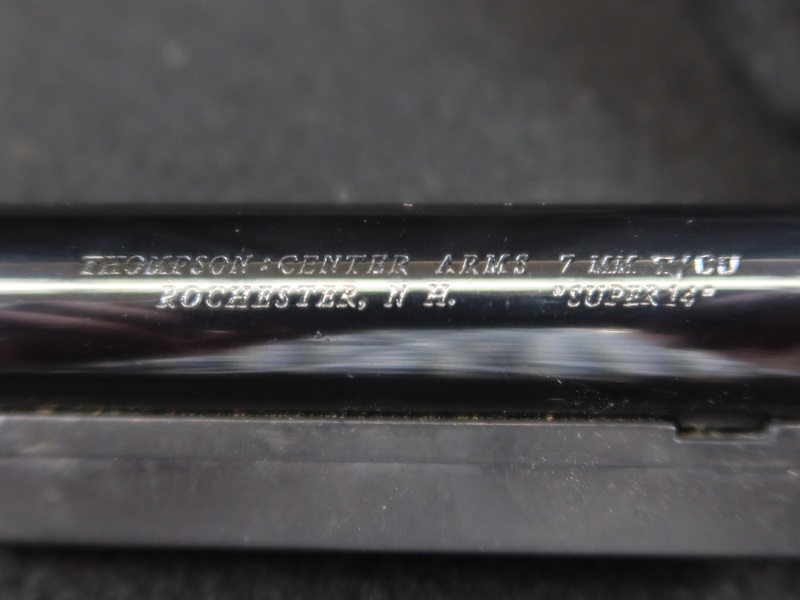 THOMPSON : CENTER ARMS 7 MM T/CU
ROCHESTER, N H. "SUPER 14"